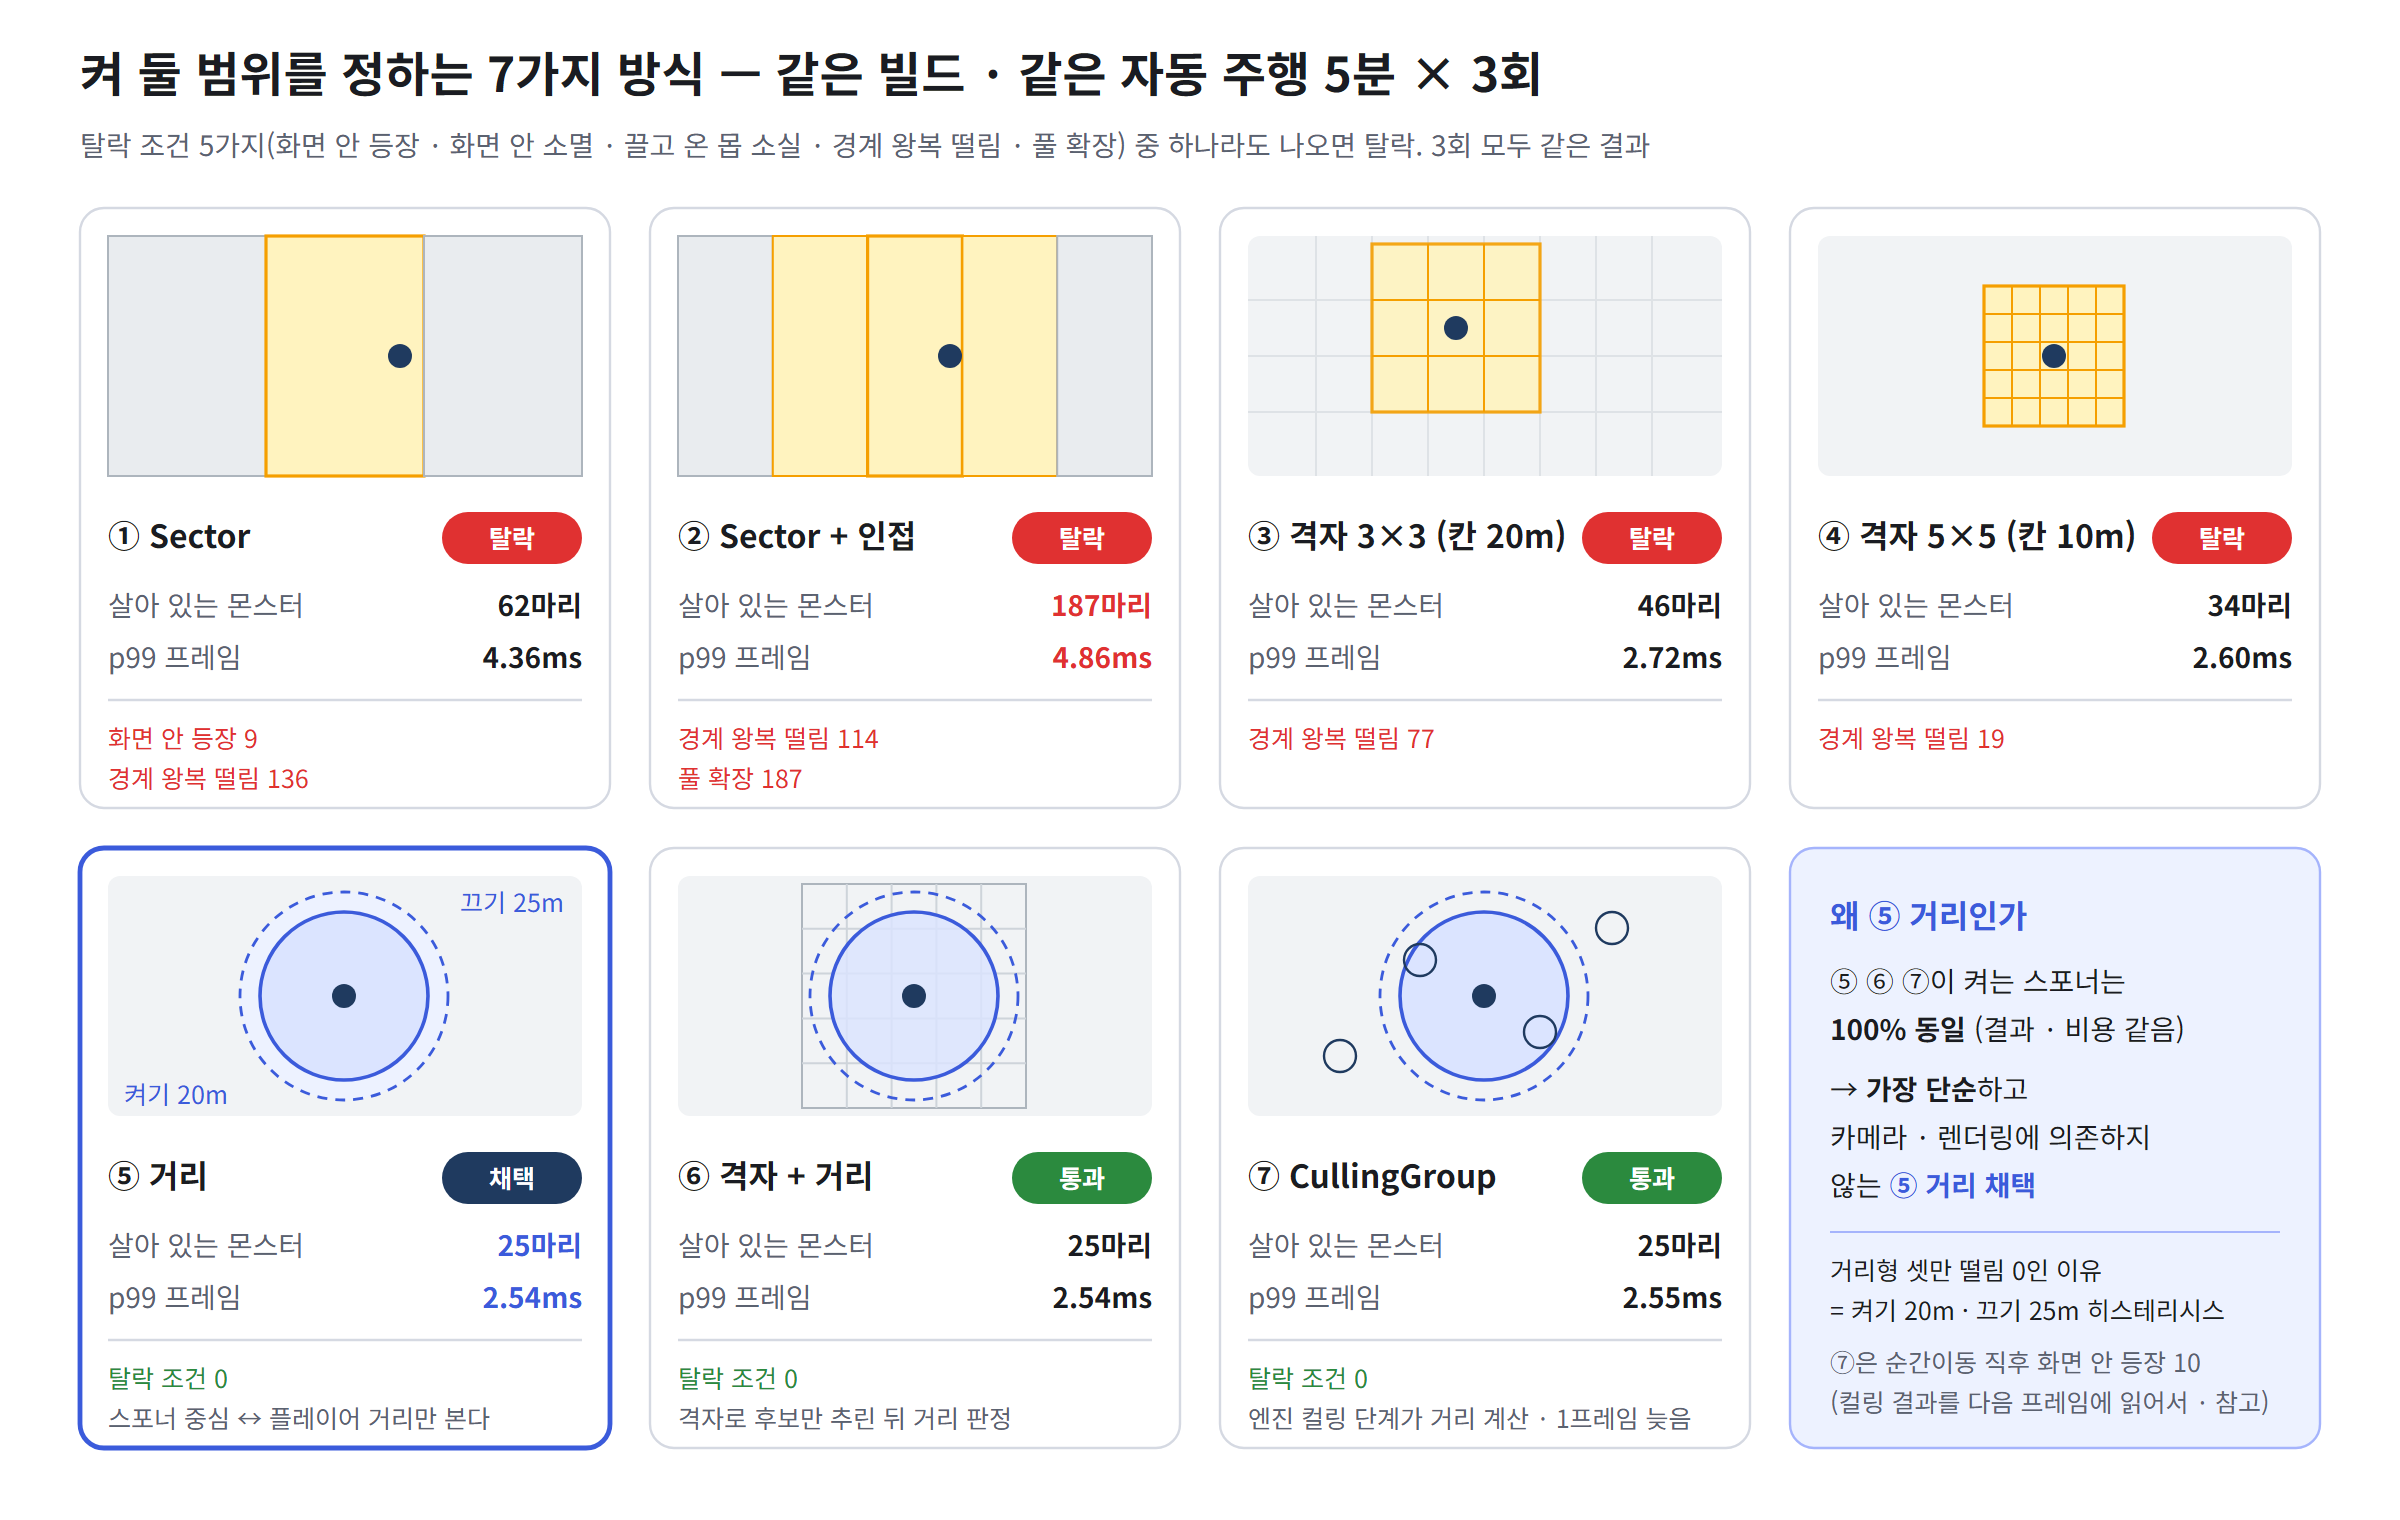 켜 둘 범위를 정하는 7가지 방식 — 같은 빌드 · 같은 자동 주행 5분 × 3회
탈락 조건 5가지(화면 안 등장 · 화면 안 소멸 · 끌고 온 몹 소실 · 경계 왕복 떨림 · 풀 확장) 중 하나라도 나오면 탈락. 3회 모두 같은 결과
① Sector
탈락
살아 있는 몬스터 62마리
p99 프레임 4.36ms
화면 안 등장 9
경계 왕복 떨림 136
② Sector + 인접
탈락
살아 있는 몬스터 187마리
p99 프레임 4.86ms
경계 왕복 떨림 114
풀 확장 187
③ 격자 3×3 (칸 20m)
탈락
살아 있는 몬스터 46마리
p99 프레임 2.72ms
경계 왕복 떨림 77
④ 격자 5×5 (칸 10m)
탈락
살아 있는 몬스터 34마리
p99 프레임 2.60ms
경계 왕복 떨림 19
끄기 25m
켜기 20m
⑤ 거리
채택
살아 있는 몬스터 25마리
p99 프레임 2.54ms
탈락 조건 0
스포너 중심 ↔ 플레이어 거리만 본다
⑥ 격자 + 거리
통과
살아 있는 몬스터 25마리
p99 프레임 2.54ms
탈락 조건 0
격자로 후보만 추린 뒤 거리 판정
⑦ CullingGroup
통과
살아 있는 몬스터 25마리
p99 프레임 2.55ms
탈락 조건 0
엔진 컬링 단계가 거리 계산 · 1프레임 늦음
왜 ⑤ 거리인가
⑤ ⑥ ⑦이 켜는 스포너는
100% 동일 (결과 · 비용 같음)
→ 가장 단순하고
카메라 · 렌더링에 의존하지
않는 ⑤ 거리 채택
거리형 셋만 떨림 0인 이유
= 켜기 20m · 끄기 25m 히스테리시스
⑦은 순간이동 직후 화면 안 등장 10
(컬링 결과를 다음 프레임에 읽어서 · 참고)